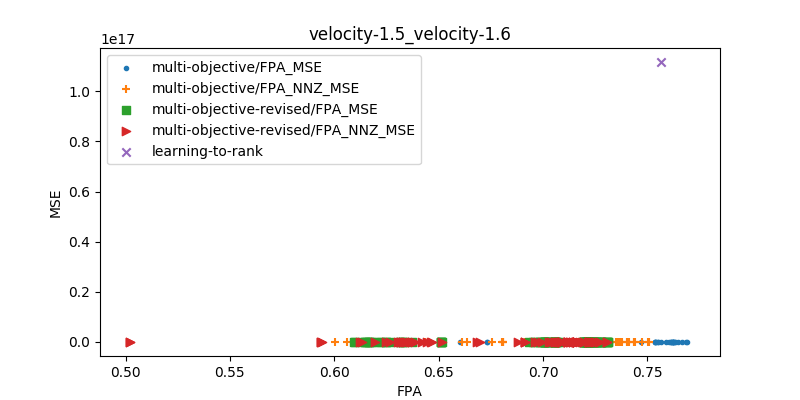 velocity-1.5_velocity-1.6
1e17
multi-objective/FPA_MSE
multi-objective/FPA_NNZ_MSE
multi-objective-revised/FPA_MSE
multi-objective-revised/FPA_NNZ_MSE
learning-to-rank
1.0
0.8
0.6
0.4
0.2
0.0
MSE
0.50 0.55 0.60 0.65 0.70 0.75
FPA